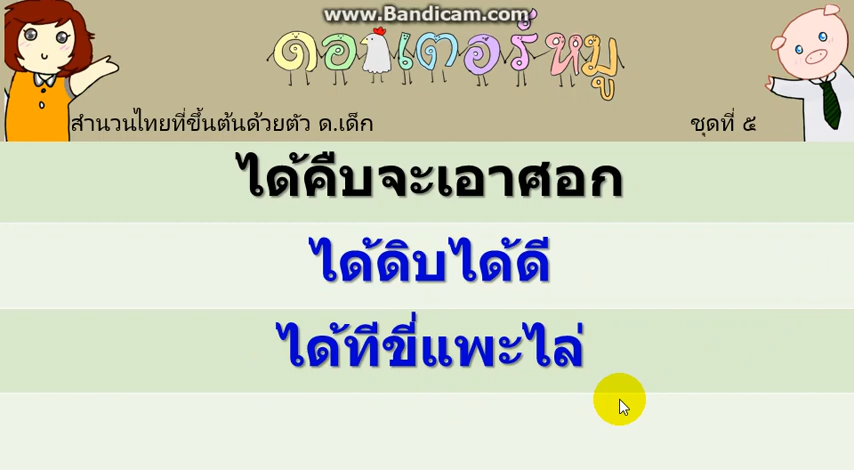 www.Bandicam.com
ดอกเตอร์หมู
สำนวนไทยที่ขึ้นต้นด้วยตัว ด.เด็ก
ชุดที่ ๕
ได้คืบจะเอาศอก
ได้ดิบได้ดี
ได้ทีขี่แพะไล่